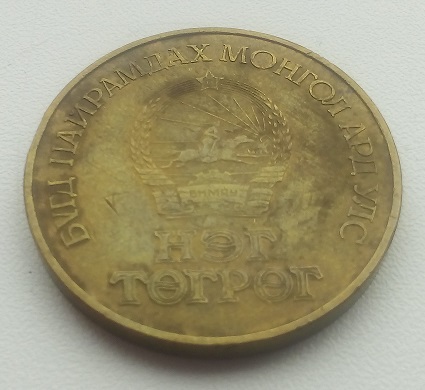 БҮГД НАЙРАМДАХ МОНГОЛ АРД УЛС
БНМАУ
НЭГ
ТӨГРӨГ